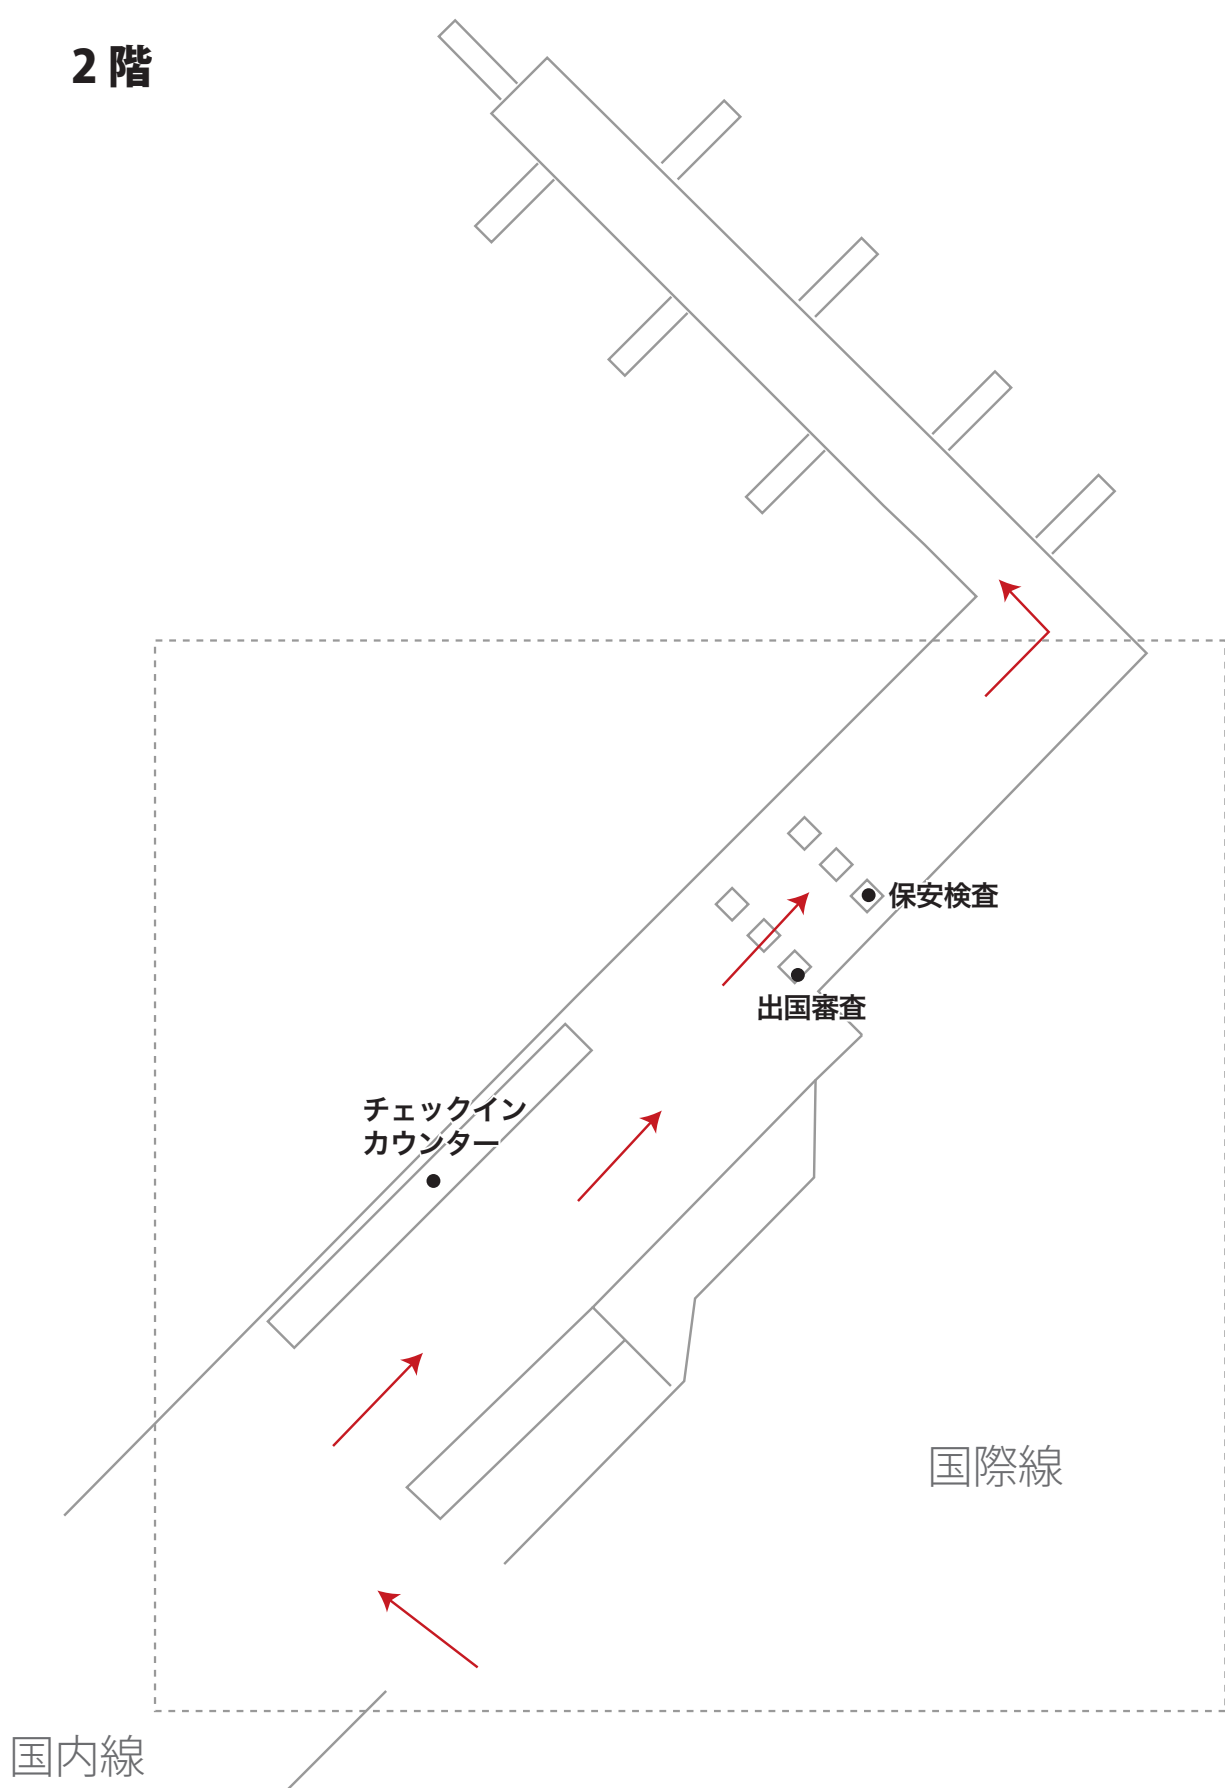 2階
保安検査
出国審査
チェックイン
カウンター
国際線
国内線